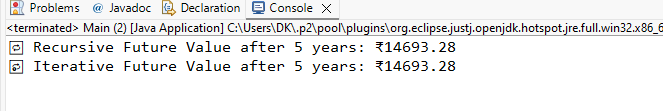 Problems @ Javadoc Declaration Console ×
<terminated> Main (2) [Java Application] C:\Users\DK\.p2\pool\plugins\org.eclipse.justj.openjdk.hotspot.jre.full.win32.x86_6
Recursive Future Value after 5 years: ₹14693.28
Iterative Future Value after 5 years: ₹14693.28